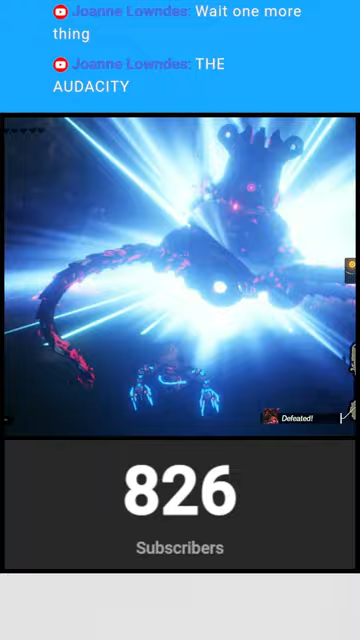 Joanne Lowndes: Wait one more
thing
Joanne Lowndes: THE
AUDACITY
Defeated!
826
Subscribers